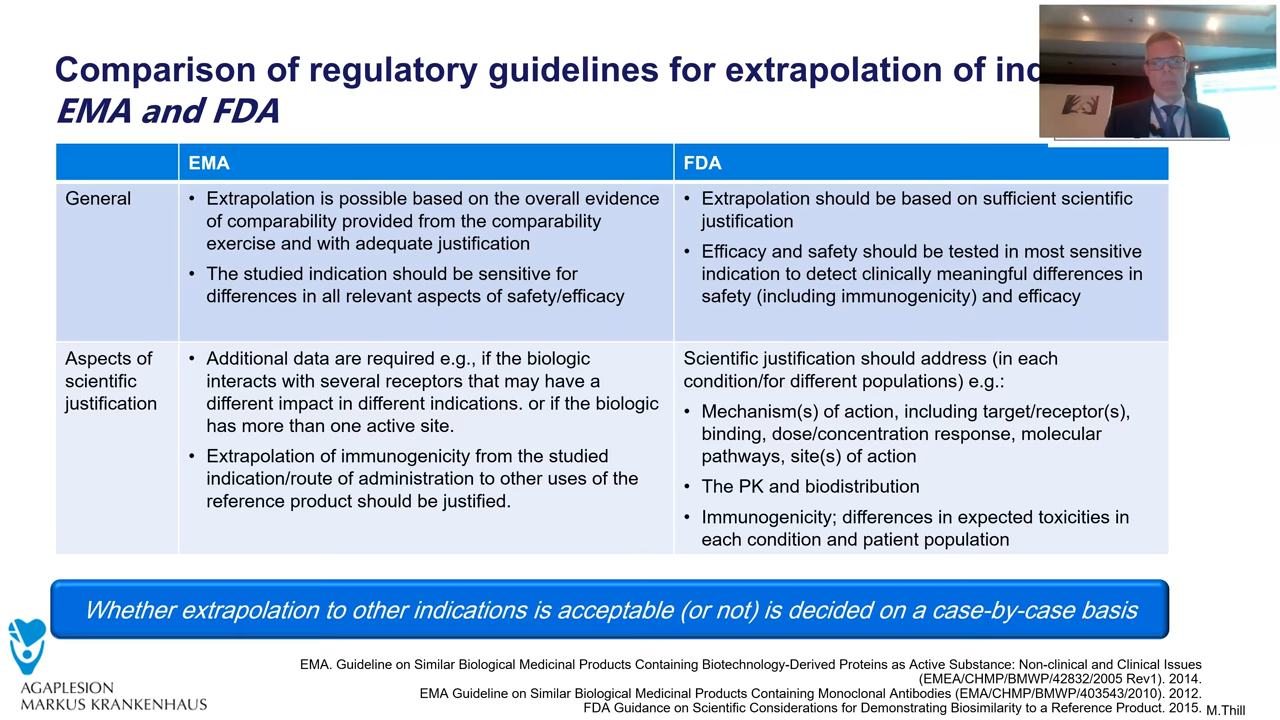 Comparison of regulatory guidelines for extrapolation of
EMA and FDA
EMA
FDA
General
• Extrapolation is possible based on the overall evidence
of comparability provided from the comparability
exercise and with adequate justification
• The studied indication should be sensitive for
differences in all relevant aspects of safety/efficacy
• Extrapolation should be based on sufficient scientific
justification
• Efficacy and safety should be tested in most sensitive
indication to detect clinically meaningful differences in
safety (including immunogenicity) and efficacy
Aspects of
scientific
justification
• Additional data are required e.g., if the biologic
interacts with several receptors that may have a
different impact in different indications. or if the biologic
has more than one active site.
• Extrapolation of immunogenicity from the studied
indication/route of administration to other uses of the
reference product should be justified.
Scientific justification should address (in each
condition/for different populations) e.g.:
• Mechanism(s) of action, including target/receptor(s),
binding, dose/concentration response, molecular
pathways, site(s) of action
• The PK and biodistribution
• Immunogenicity; differences in expected toxicities in
each condition and patient population
Whether extrapolation to other indications is acceptable (or not) is decided on a case-by-case basis
AGAPLESION
MARKUS KRANKENHAUS
EMA. Guideline on Similar Biological Medicinal Products Containing Biotechnology-Derived Proteins as Active Substance: Non-clinical and Clinical Issues
(EMEA/CHMP/BMWP/42832/2005 Rev1). 2014.
EMA Guideline on Similar Biological Medicinal Products Containing Monoclonal Antibodies (EMA/CHMP/BMWP/403543/2010). 2012.
FDA Guidance on Scientific Considerations for Demonstrating Biosimilarity to a Reference Product. 2015.
M.Thill